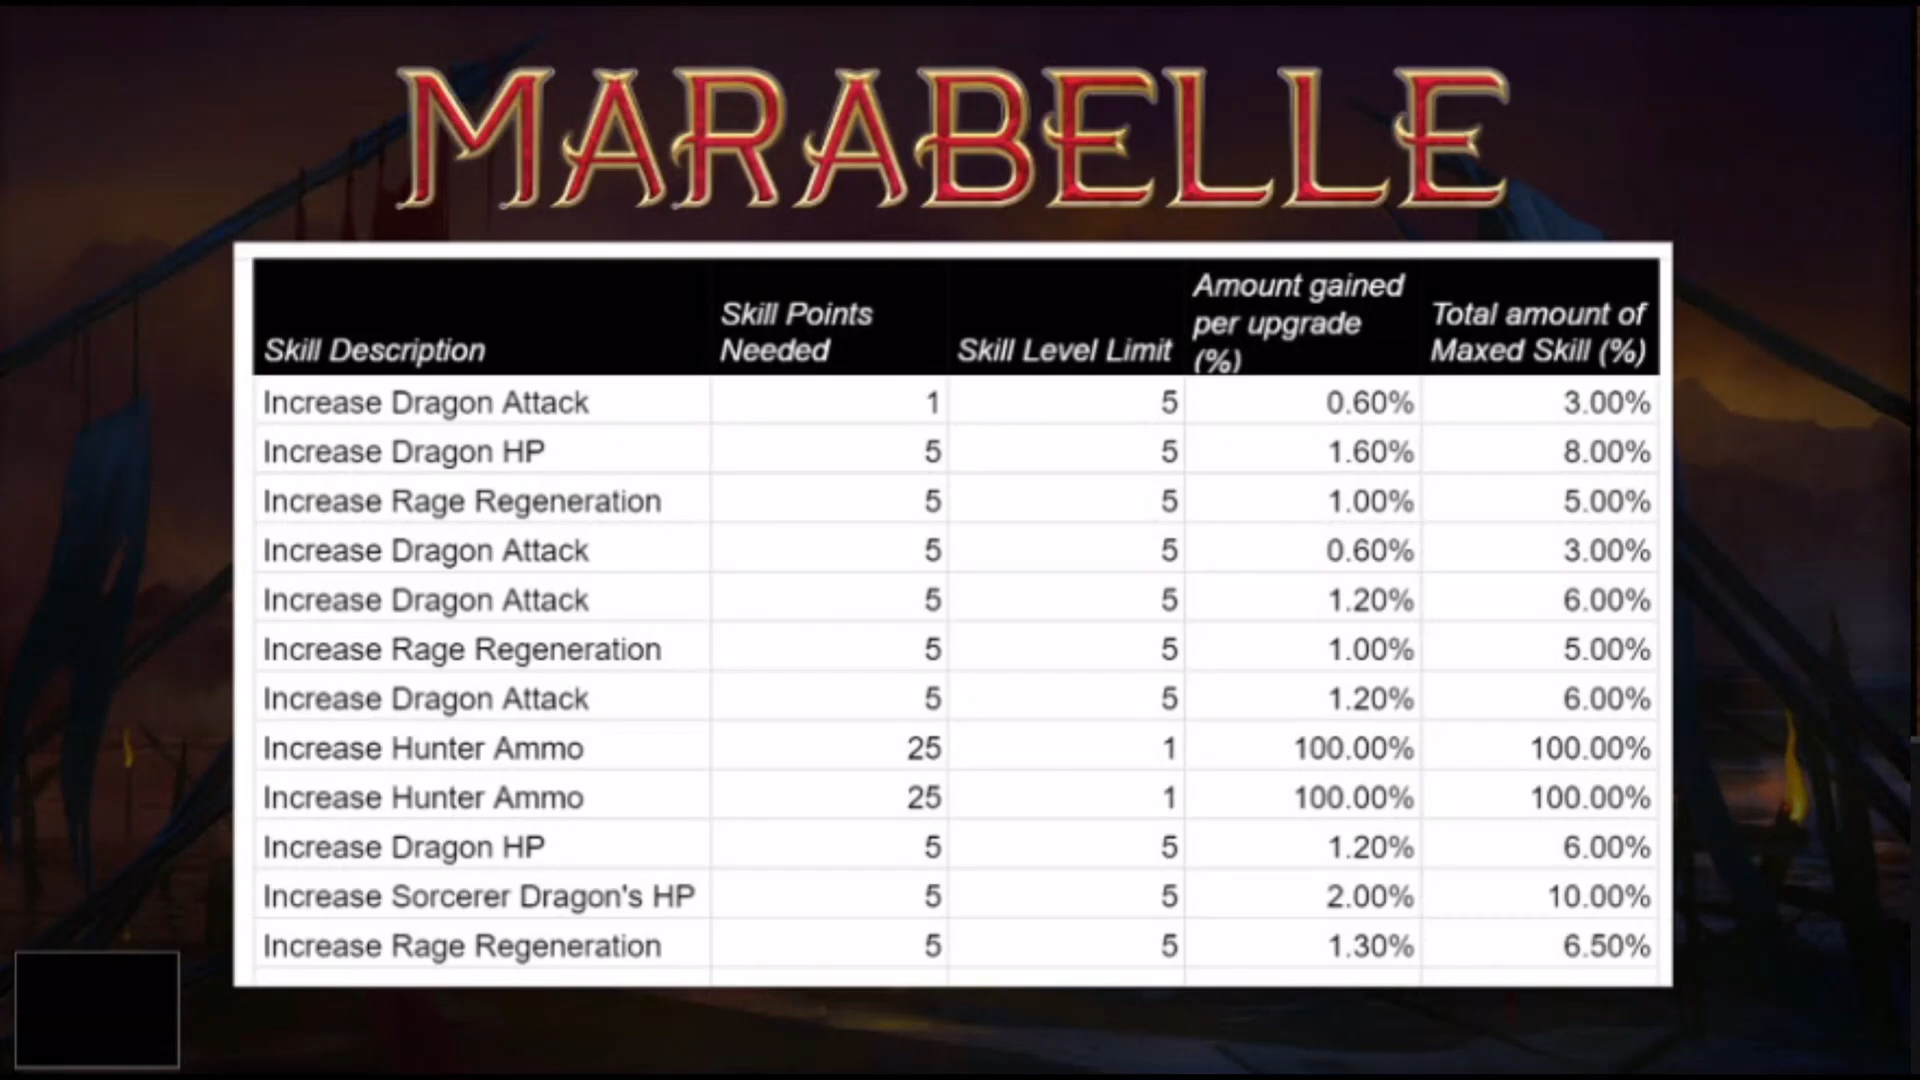 MARABELLE
Skill Description Skill Points Needed Skill Level Limit Amount gained per upgrade (%) Total amount of Maxed Skill (%)
Increase Dragon Attack 1 5 0.60% 3.00%
Increase Dragon HP 5 5 1.60% 8.00%
Increase Rage Regeneration 5 5 1.00% 5.00%
Increase Dragon Attack 5 5 0.60% 3.00%
Increase Dragon Attack 5 5 1.20% 6.00%
Increase Rage Regeneration 5 5 1.00% 5.00%
Increase Dragon Attack 5 5 1.20% 6.00%
Increase Hunter Ammo 25 1 100.00% 100.00%
Increase Hunter Ammo 25 1 100.00% 100.00%
Increase Dragon HP 5 5 1.20% 6.00%
Increase Sorcerer Dragon's HP 5 5 2.00% 10.00%
Increase Rage Regeneration 5 5 1.30% 6.50%